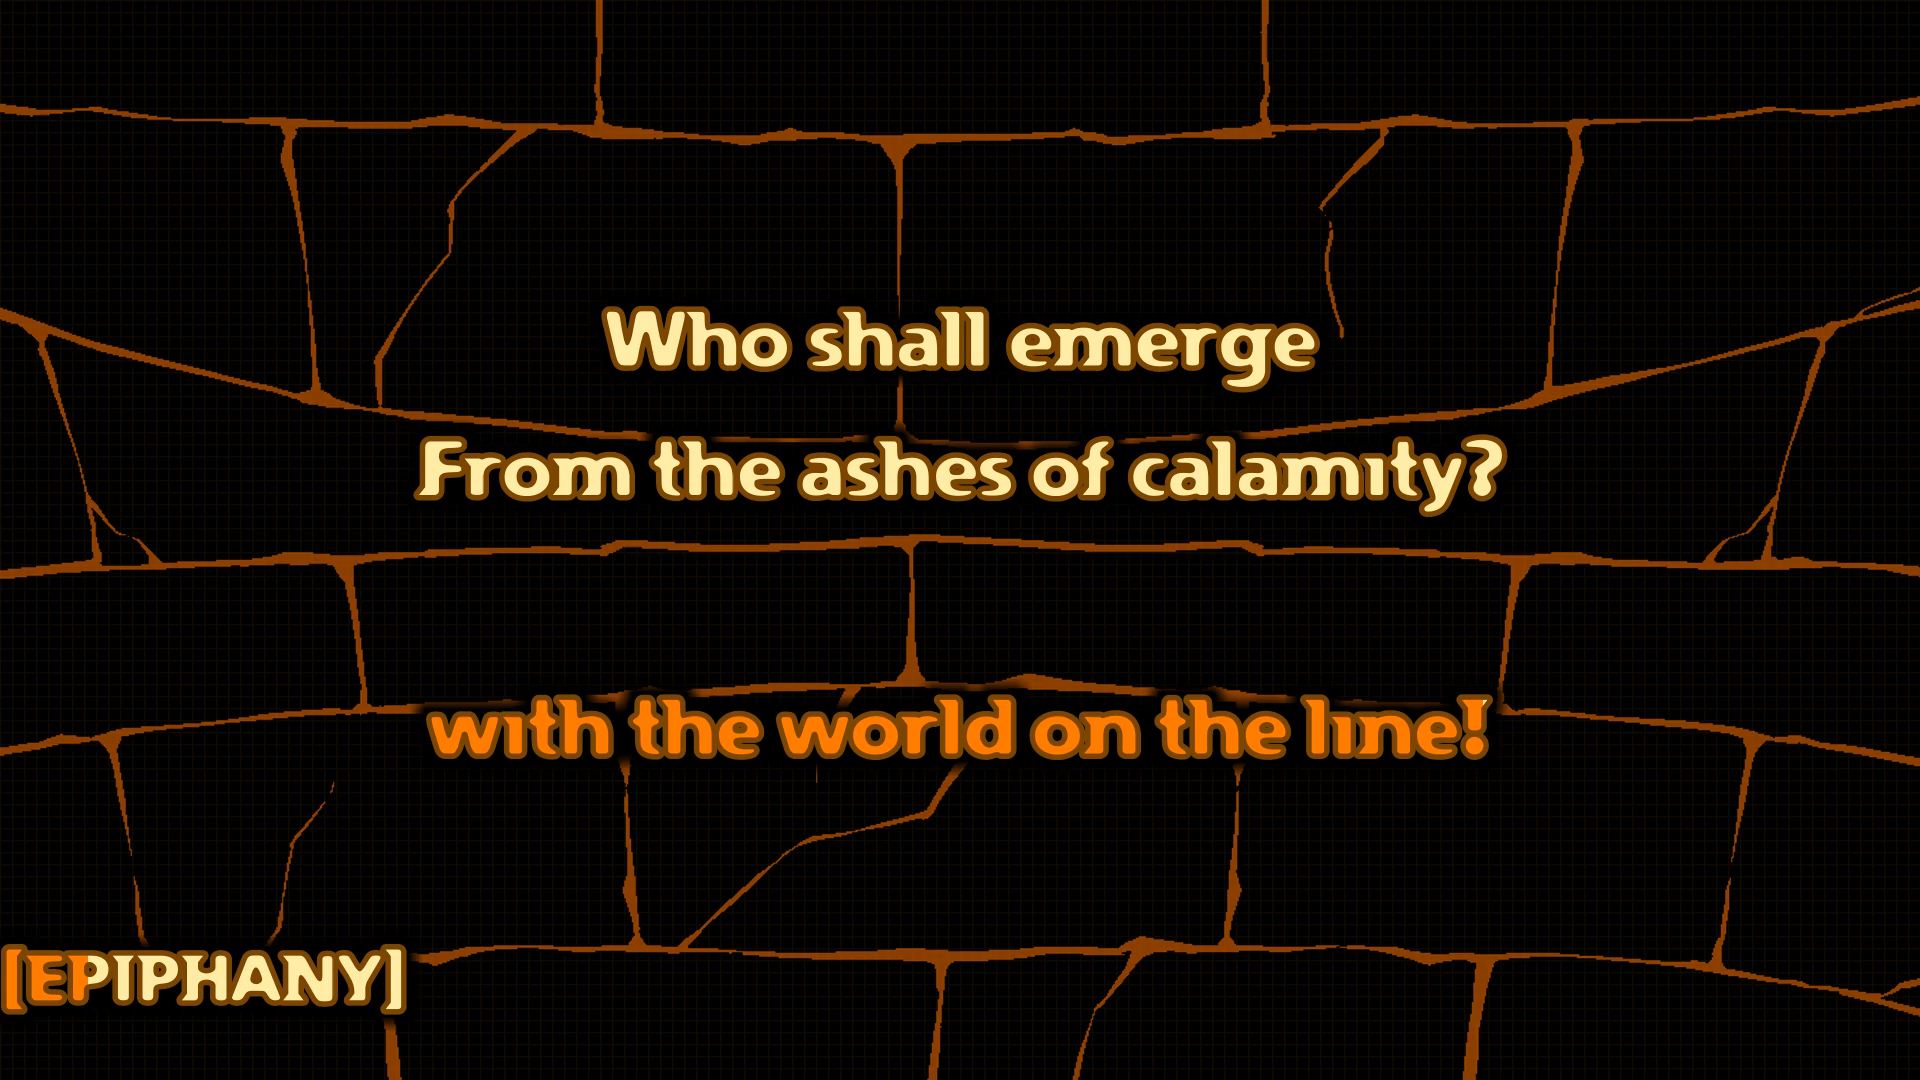 Who shall emerge
From the ashes of calamity?
with the world on the line!
[EPIPHANY]